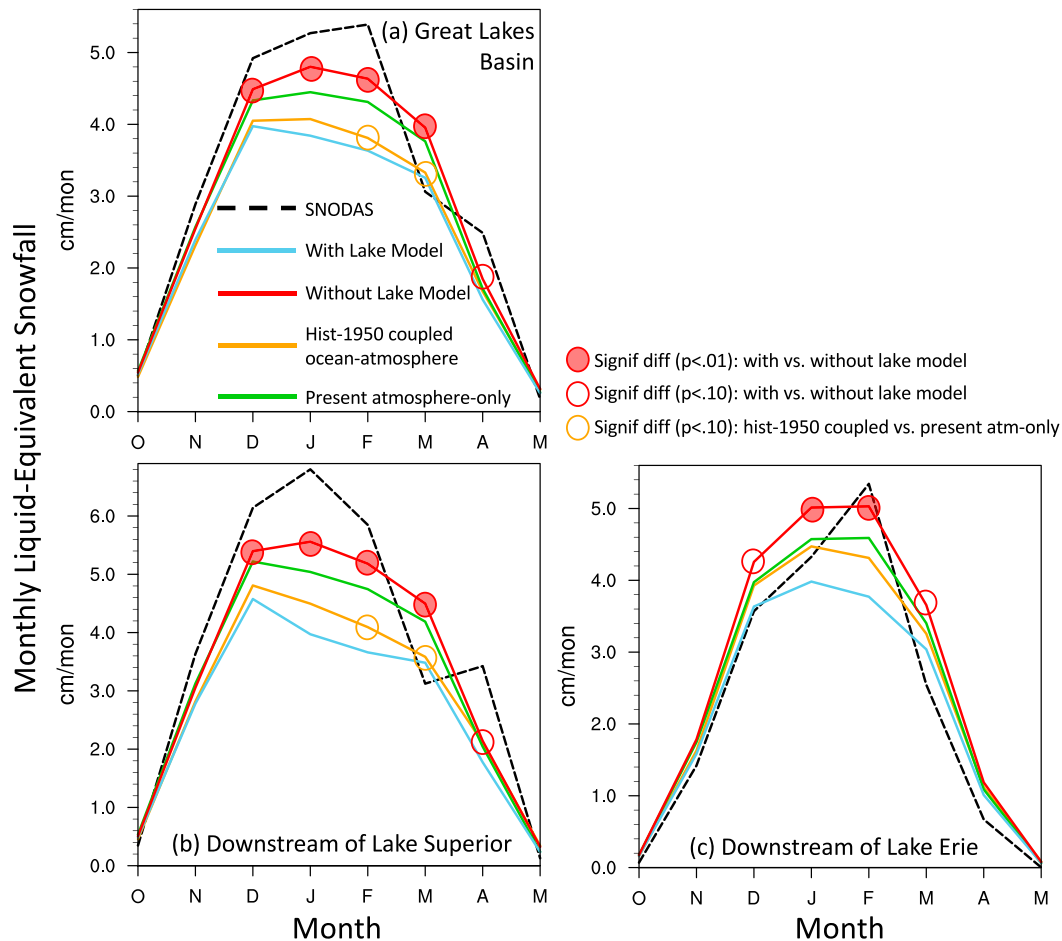 Monthly Liquid-Equivalent Snowfall
(a) Great Lakes
Basin
cm/mon
5.0
4.0
3.0
2.0
1.0
0.0
SNODAS
With Lake Model
Without Lake Model
Hist-1950 coupled
ocean-atmosphere
Present atmosphere-only
O N D J F M A M
Signif diff (p<.01): with vs. without lake model
Signif diff (p<.10): with vs. without lake model
Signif diff (p<.10): hist-1950 coupled vs. present atm-only
cm/mon
6.0
5.0
4.0
3.0
2.0
1.0
0.0
(b) Downstream of Lake Superior
O N D J F M A M
Month
cm/mon
5.0
4.0
3.0
2.0
1.0
0.0
(c) Downstream of Lake Erie
O N D J F M A M
Month